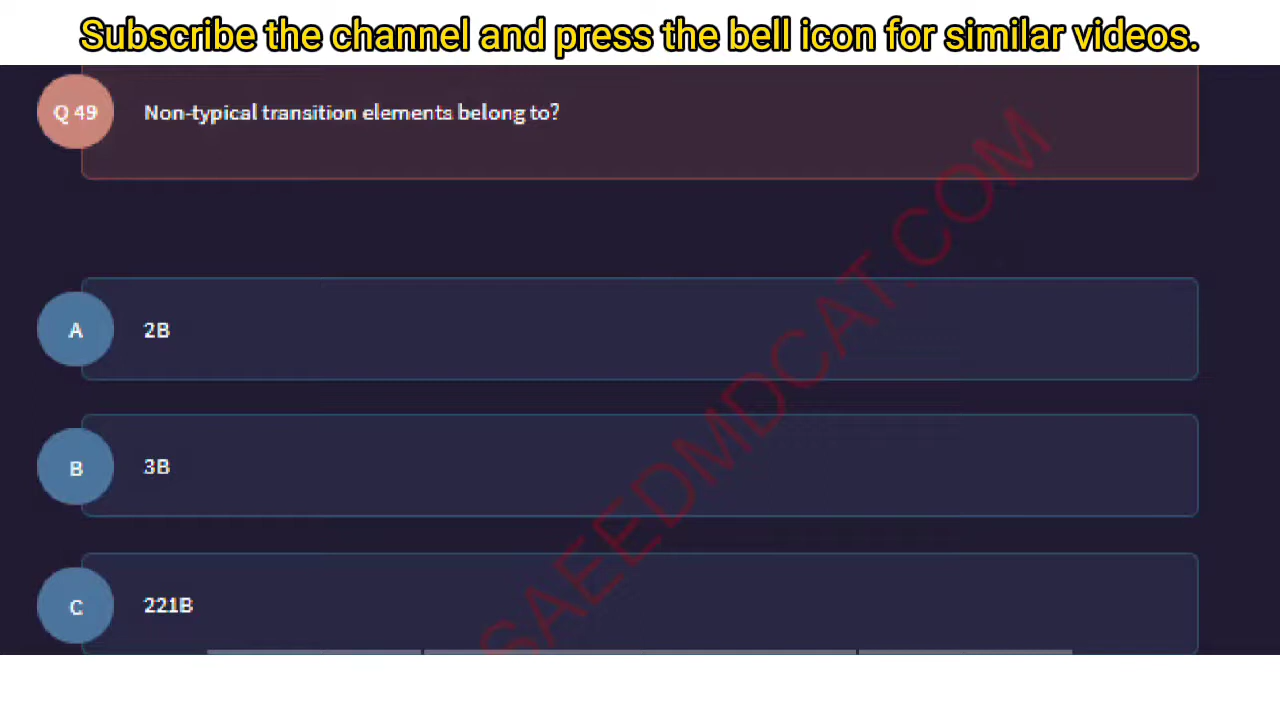 Subscribe the channel and press the bell icon for similar videos.
Q 49
Non-typical transition elements belong to?
A
2B
B
3B
C
221B
SAEEDMDCAT.COM